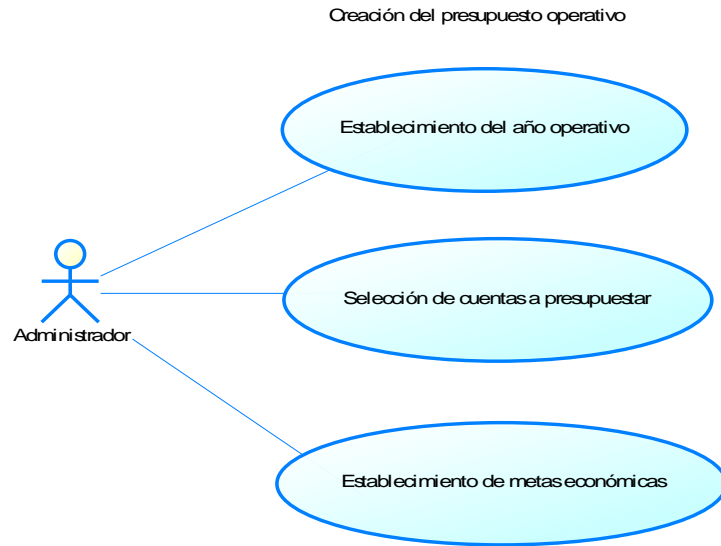 Creación del presupuesto operativo
Establecimiento del año operativo
Selección de cuentas a presupuestar
Administrador
Establecimiento de metas económicas